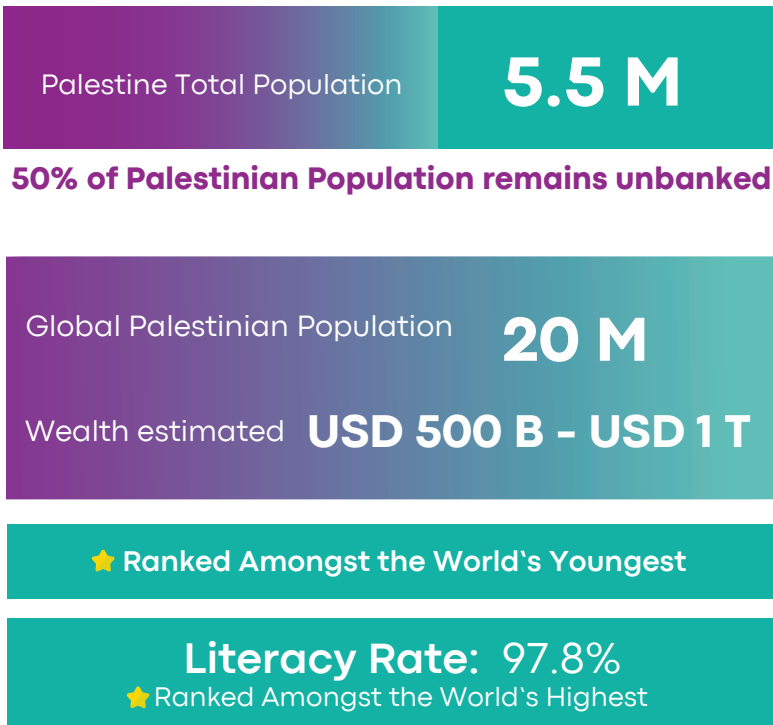 Palestine Total Population 5.5 M
50% of Palestinian Population remains unbanked
Global Palestinian Population 20 M
Wealth estimated USD 500 B - USD 1 T
Ranked Amongst the World`s Youngest
Literacy Rate: 97.8%
Ranked Amongst the World`s Highest